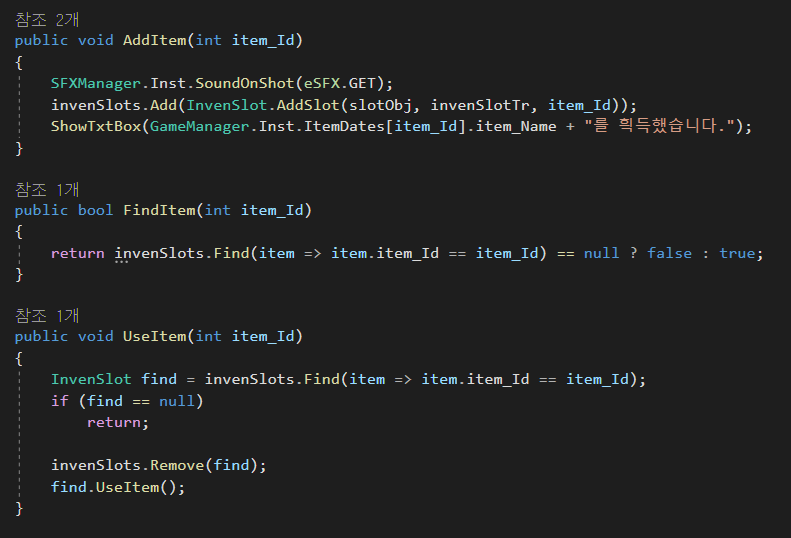 참조 2개
public void AddItem(int item_Id)
{
SFXManager.Inst.SoundOnShot(eSFX.GET);
invenSlots.Add(InvenSlot.AddSlot(slotObj, invenSlotTr, item_Id));
ShowTxtBox(GameManager.Inst.ItemDates[item_Id].item_Name + "를 흭득했습니다.");
}
참조 1개
public bool FindItem(int item_Id)
{
return invenSlots.Find(item => item.item_Id == item_Id) == null ? false : true;
}
참조 1개
public void UseItem(int item_Id)
{
InvenSlot find = invenSlots.Find(item => item.item_Id == item_Id);
if (find == null)
return;
invenSlots.Remove(find);
find.UseItem();
}